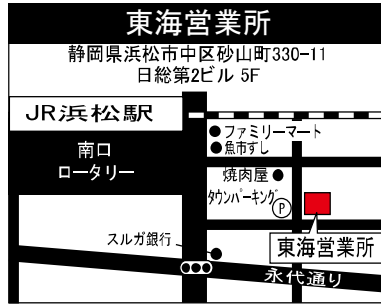 東海営業所
静岡県浜松市中区砂山町330-11
日総第2ビル 5F
JR浜松駅
南口
ロータリー
●ファミリーマート
●魚市ずし
焼肉屋●
タウンパーキング
P
東海営業所
スルガ銀行
永代通り